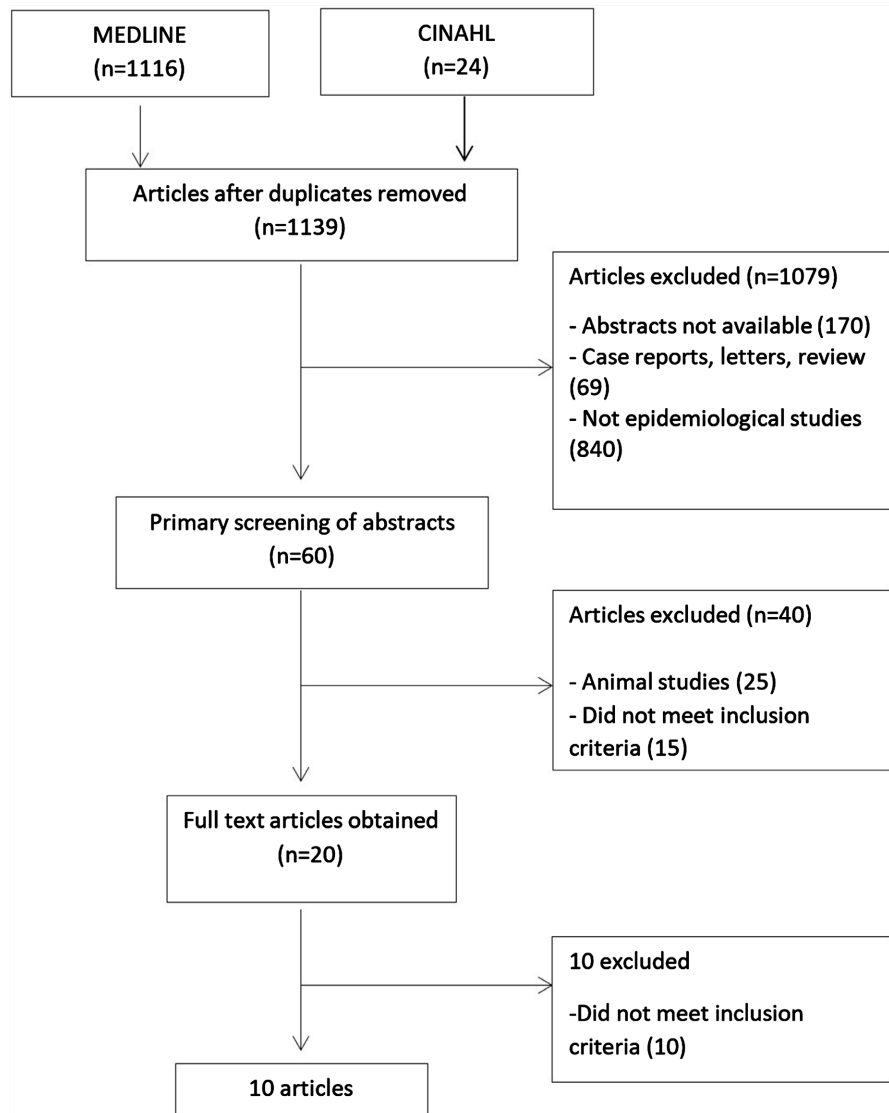 MEDLINE
(n=1116)
CINAHL
(n=24)
Articles after duplicates removed
(n=1139)
Articles excluded (n=1079)
- Abstracts not available (170)
- Case reports, letters, review
(69)
- Not epidemiological studies
(840)
Primary screening of abstracts
(n=60)
Articles excluded (n=40)
- Animal studies (25)
- Did not meet inclusion
criteria (15)
Full text articles obtained
(n=20)
10 excluded
-Did not meet inclusion
criteria (10)
10 articles